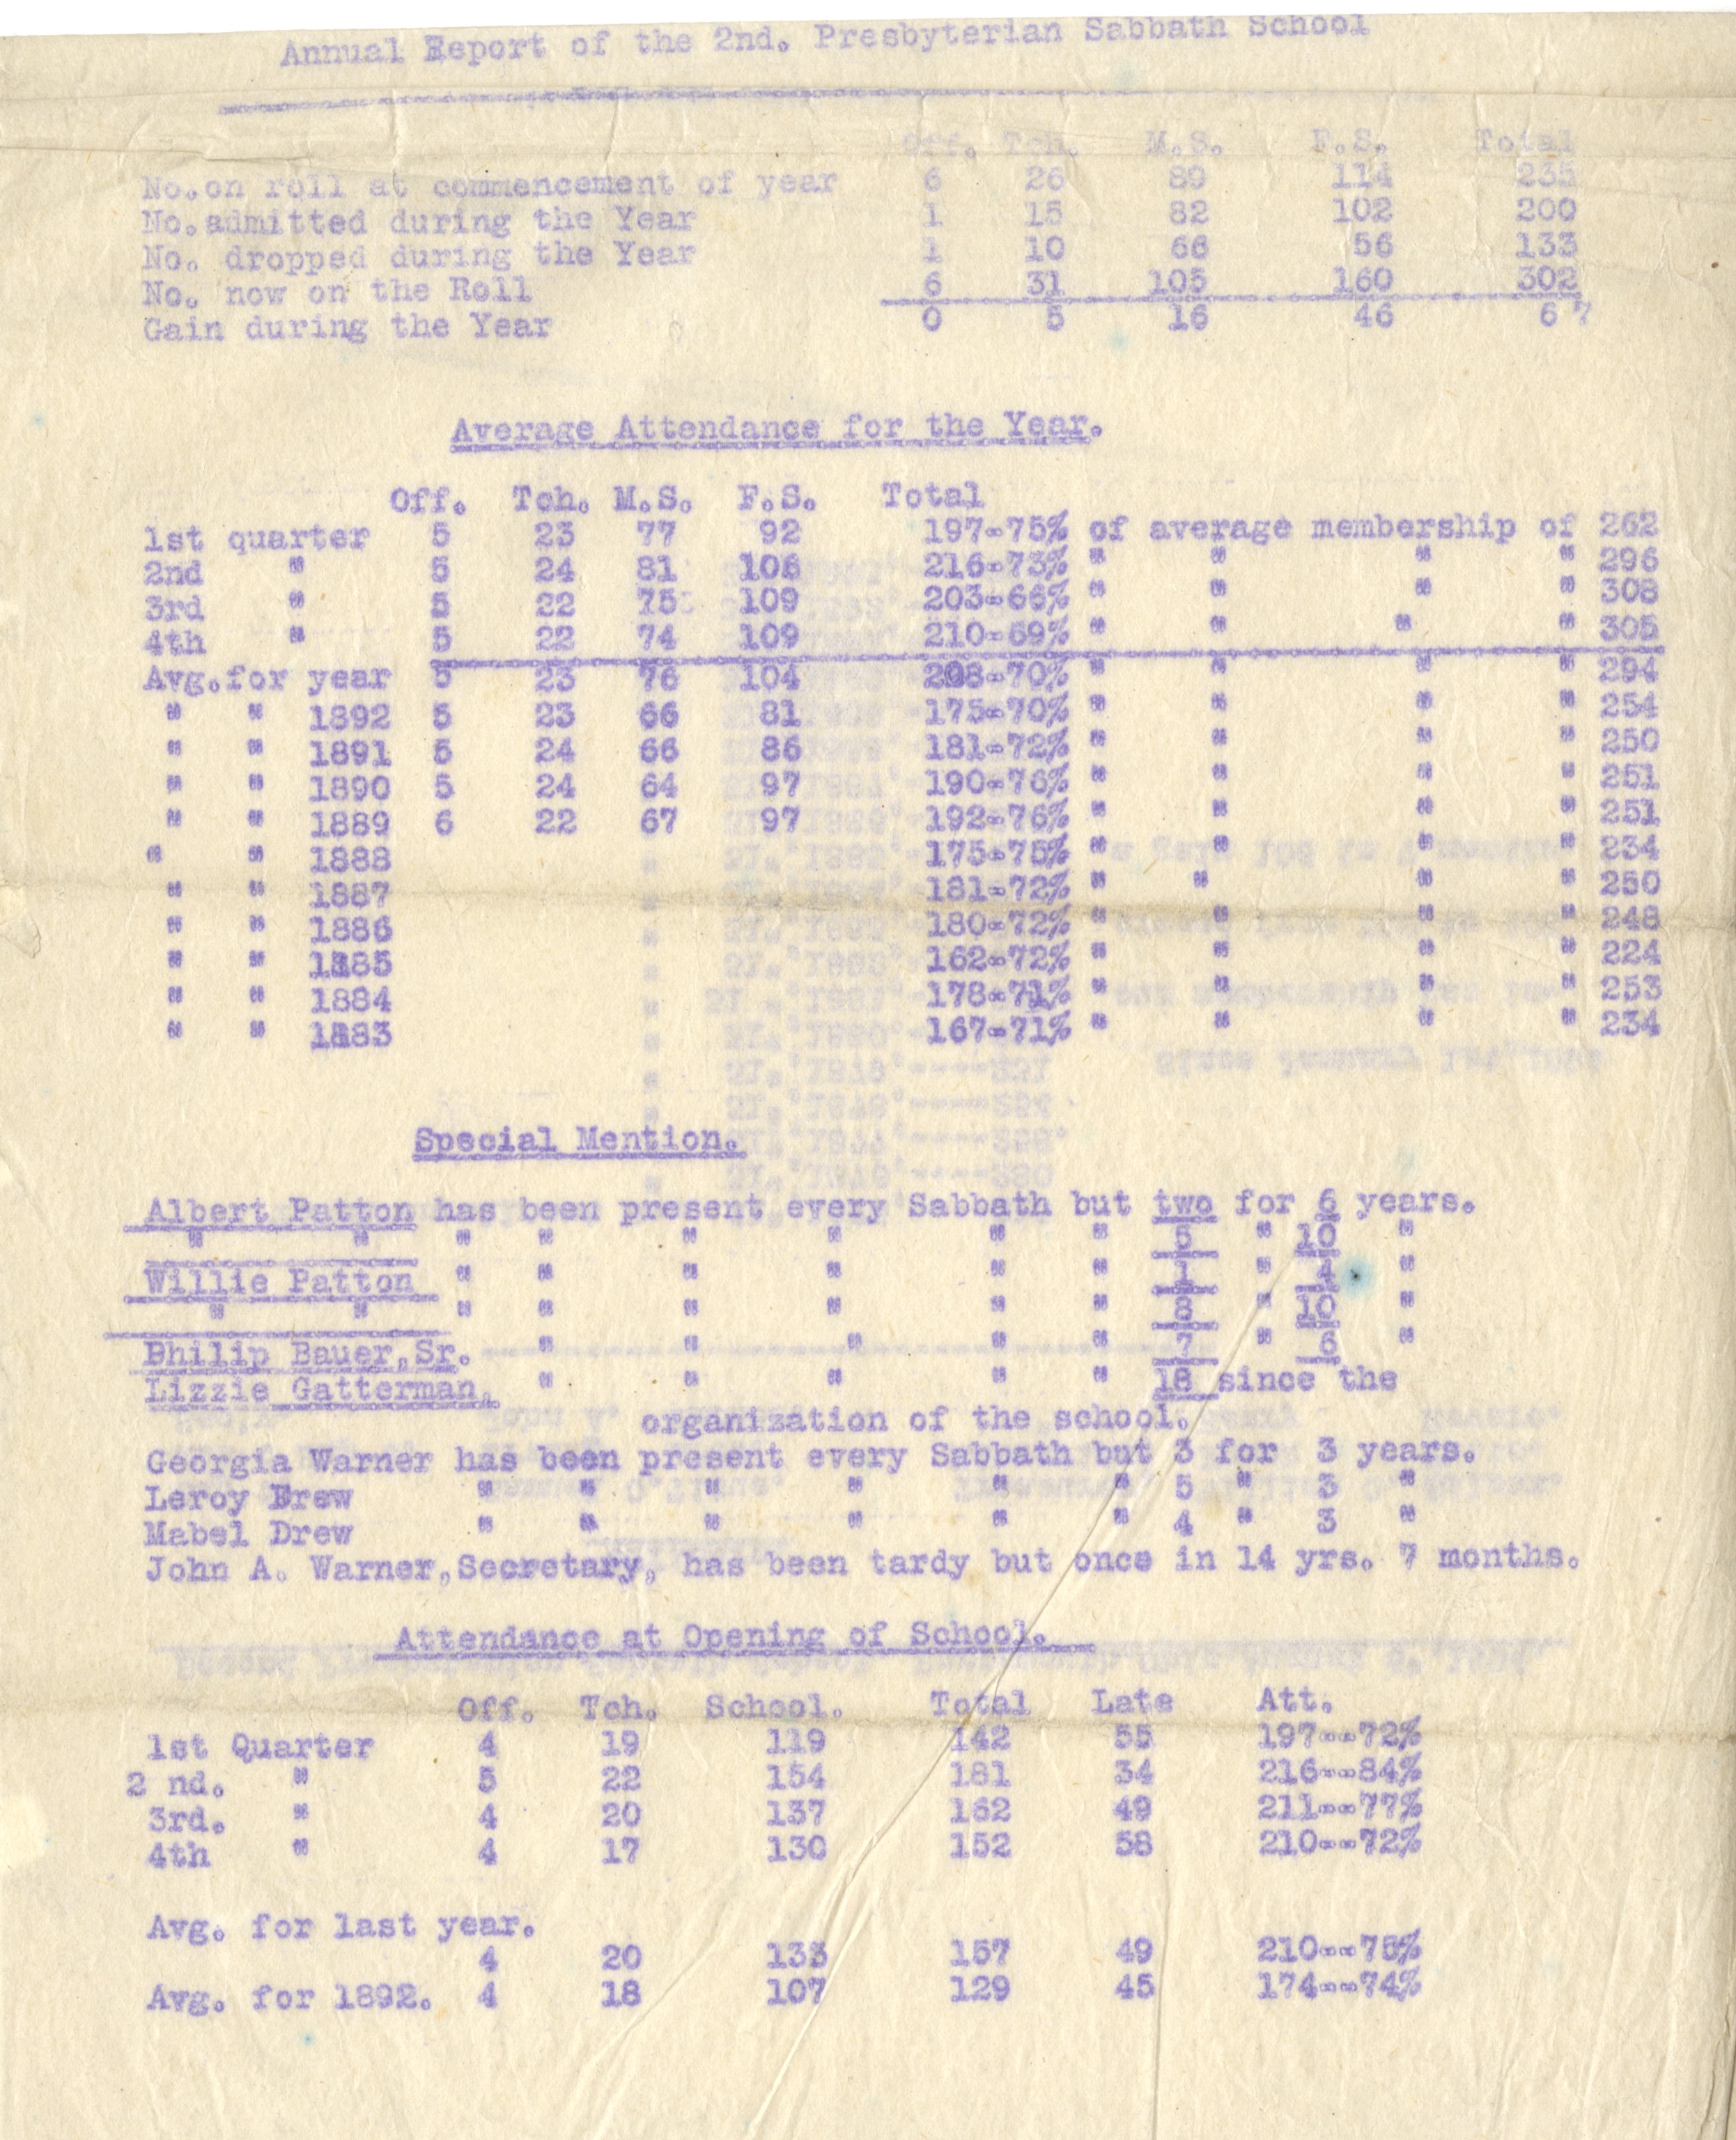 Annual Report of the 2nd. Presbyterian Sabbath School
Off. Tch. M.S. F.S. Total
No.on roll at commencement of year 6 26 89 114 235
No.admitted during the Year 1 15 82 102 200
No. dropped during the Year 1 10 66 56 133
No. now on the Roll 6 31 105 160 302
Gain during the Year 0 5 16 46 6 7
Average Attendance for the Year.
Off. Tch. M.S. F.S. Total
1st quarter 5 23 77 92 197-75% of average membership of 262
2nd " 5 24 81 106 216-73% " " " " 296
3rd " 5 22 75 109 203-66% " " " " 308
4th " 5 22 74 109 210-69% " " " " 305
Avg.for year 5 23 76 104 208-70% " " " " 294
" " 1892 5 23 66 81 175-70% " " " " 254
" " 1891 5 24 66 86 181-72% " " " " 250
" " 1890 5 24 64 97 190-76% " " " " 251
" " 1889 6 22 67 97 192-76% " " " " 251
" " 1888 175-75% " " " " 234
" " 1887 181-72% " " " " 250
" " 1886 180-72% " " " " 248
" " 1885 162-72% " " " " 224
" " 1884 178-71% " " " " 253
" " 1883 167-71% " " " " 234
Special Mention.
Albert Patton has been present every Sabbath but two for 6 years.
" " " " " " " " 5 " 10 "
Willie Patton " " " " " " 1 " 4 "
" " " " " " " " 8 " 10 "
Philip Bauer,Sr. " " " " " 7 " 6 "
Lizzie Gatterman. " " " " " 18 since the
organization of the school.
Georgia Warner has been present every Sabbath but 3 for 3 years.
Leroy Drew " " " " " " 5 " 3 "
Mabel Drew " " " " " " 4 " 3 "
John A. Warner,Secretary, has been tardy but once in 14 yrs. 7 months.
Attendance at Opening of School.
Off. Tch. School. Total Late Att.
1st Quarter 4 19 119 142 55 197--72%
2 nd. " 5 22 154 181 34 216--84%
3rd. " 4 20 137 162 49 211--77%
4th " 4 17 130 152 58 210--72%
Avg. for last year.
4 20 133 157 49 210--75%
Avg. for 1892. 4 18 107 129 45 174--74%